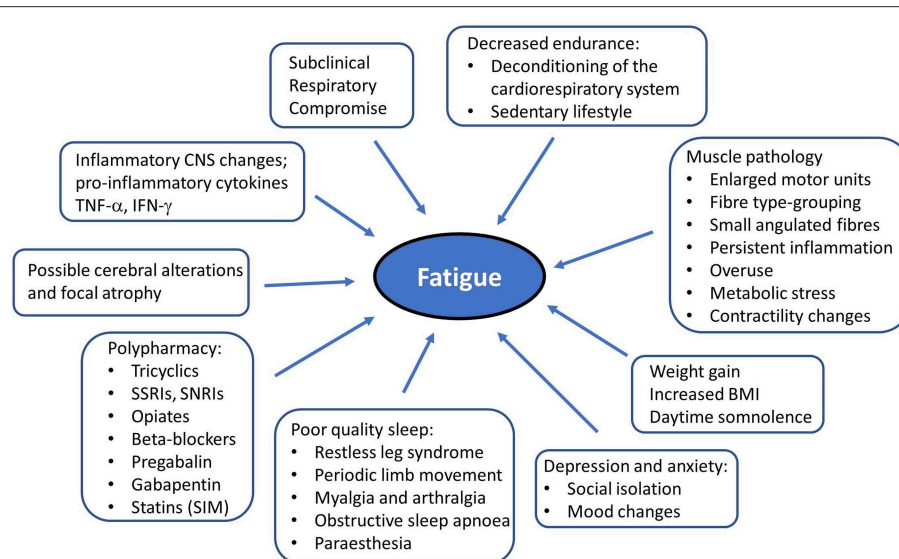 Subclinical
Respiratory
Compromise
Decreased endurance:
• Deconditioning of the
cardiorespiratory system
• Sedentary lifestyle
Inflammatory CNS changes;
pro-inflammatory cytokines
TNF-α, IFN-γ
Muscle pathology
• Enlarged motor units
• Fibre type-grouping
• Small angulated fibres
• Persistent inflammation
• Overuse
• Metabolic stress
• Contractility changes
Possible cerebral alterations
and focal atrophy
Fatigue
Polypharmacy:
• Tricyclics
• SSRIs, SNRIs
• Opiates
• Beta-blockers
• Pregabalin
• Gabapentin
• Statins (SIM)
Poor quality sleep:
• Restless leg syndrome
• Periodic limb movement
• Myalgia and arthralgia
• Obstructive sleep apnoea
• Paraesthesia
Weight gain
Increased BMI
Daytime somnolence
Depression and anxiety:
• Social isolation
• Mood changes